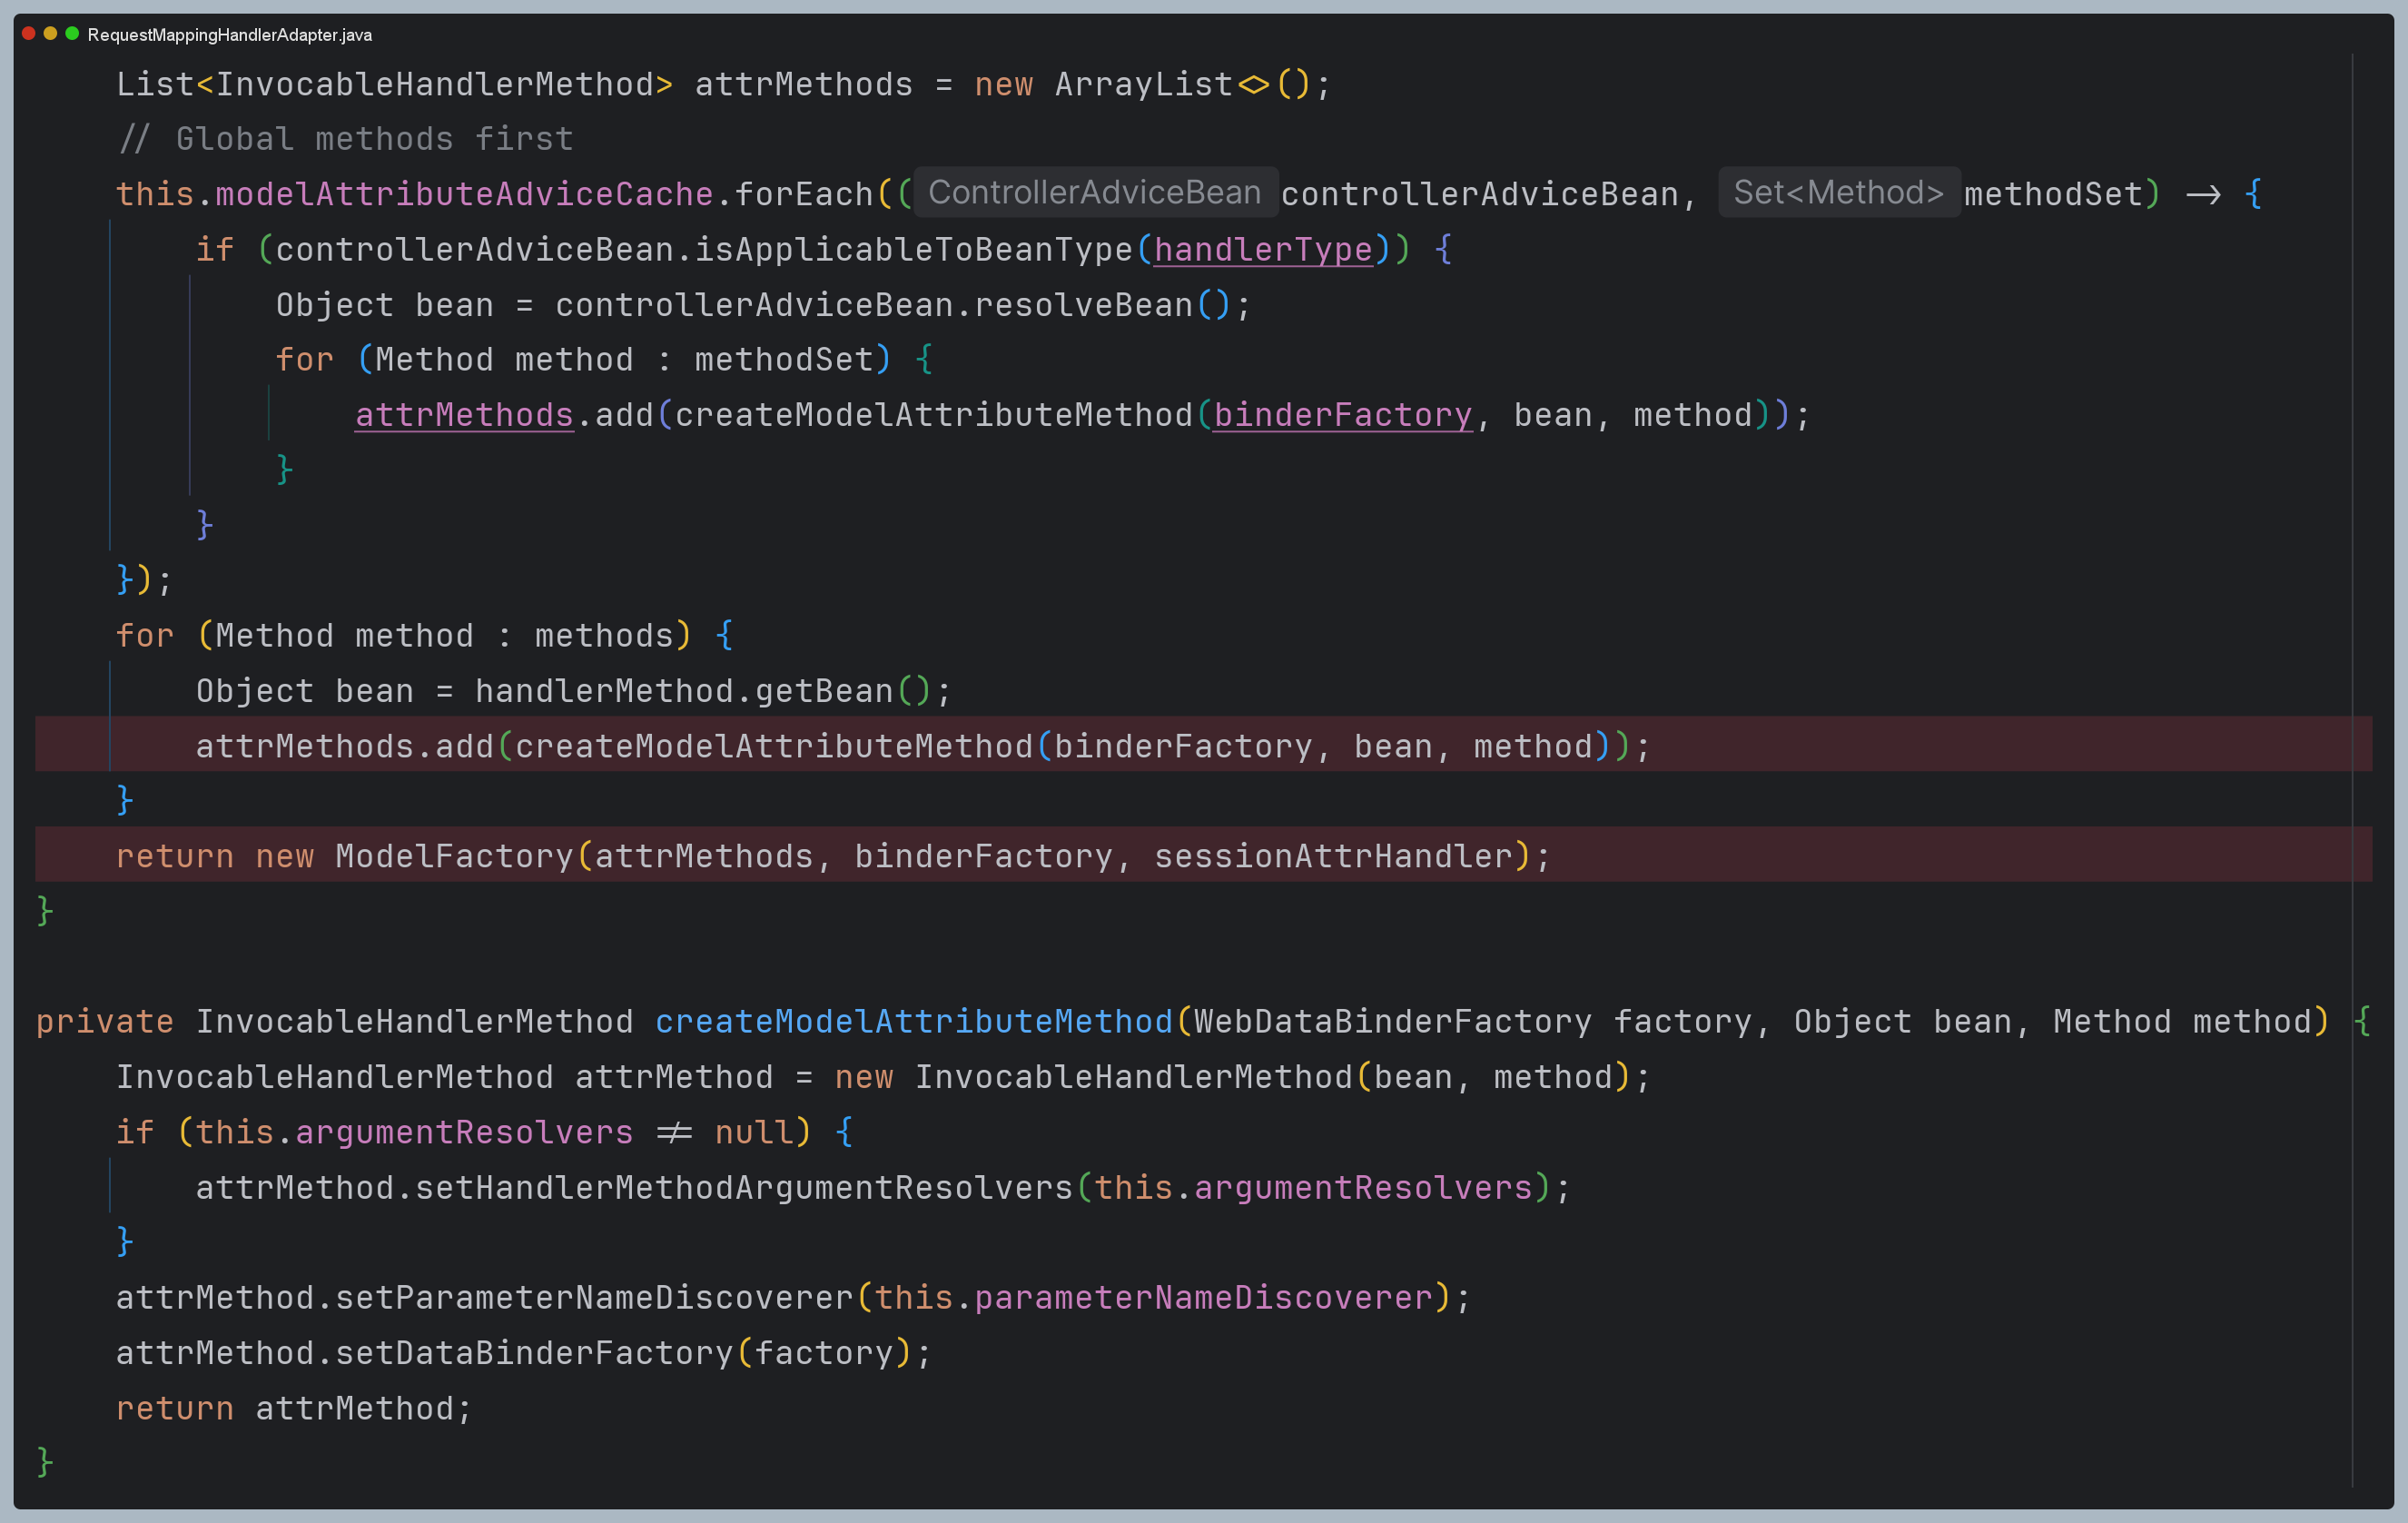 RequestMappingHandlerAdapter.java
List<InvocableHandlerMethod> attrMethods = new ArrayList<>();
// Global methods first
this.modelAttributeAdviceCache.forEach(( ControllerAdviceBean controllerAdviceBean, Set<Method> methodSet) -> {
if (controllerAdviceBean.isApplicableToBeanType(handlerType)) {
Object bean = controllerAdviceBean.resolveBean();
for (Method method : methodSet) {
attrMethods.add(createModelAttributeMethod(binderFactory, bean, method));
}
}
});
for (Method method : methods) {
Object bean = handlerMethod.getBean();
attrMethods.add(createModelAttributeMethod(binderFactory, bean, method));
}
return new ModelFactory(attrMethods, binderFactory, sessionAttrHandler);
}
private InvocableHandlerMethod createModelAttributeMethod(WebDataBinderFactory factory, Object bean, Method method) {
InvocableHandlerMethod attrMethod = new InvocableHandlerMethod(bean, method);
if (this.argumentResolvers != null) {
attrMethod.setHandlerMethodArgumentResolvers(this.argumentResolvers);
}
attrMethod.setParameterNameDiscoverer(this.parameterNameDiscoverer);
attrMethod.setDataBinderFactory(factory);
return attrMethod;
}